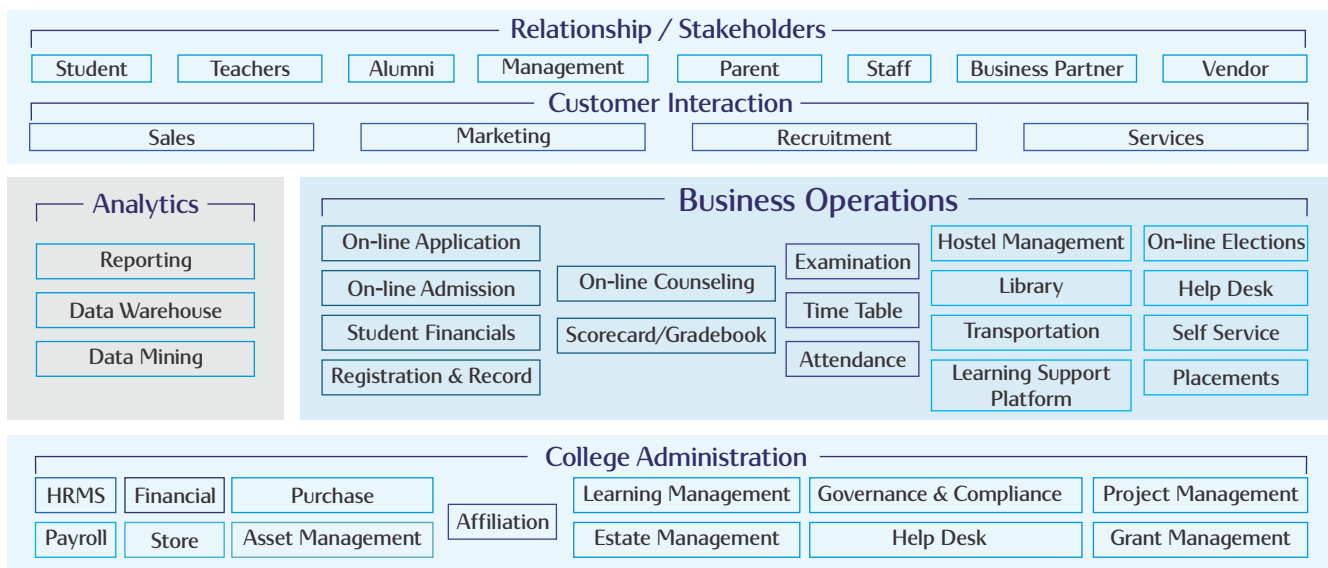 Relationship / Stakeholders
Student Teachers Alumni Management Parent Staff Business Partner Vendor
Customer Interaction
Sales Marketing Recruitment Services
Analytics
Reporting
Data Warehouse
Data Mining
Business Operations
On-line Application
On-line Admission
Student Financials
Registration & Record
On-line Counseling
Scorecard/Gradebook
Examination
Time Table
Attendance
Hostel Management
Library
Transportation
Learning Support
Platform
On-line Elections
Help Desk
Self Service
Placements
College Administration
HRMS Financial Purchase
Payroll Store Asset Management
Affiliation
Learning Management Governance & Compliance Project Management
Estate Management Help Desk Grant Management